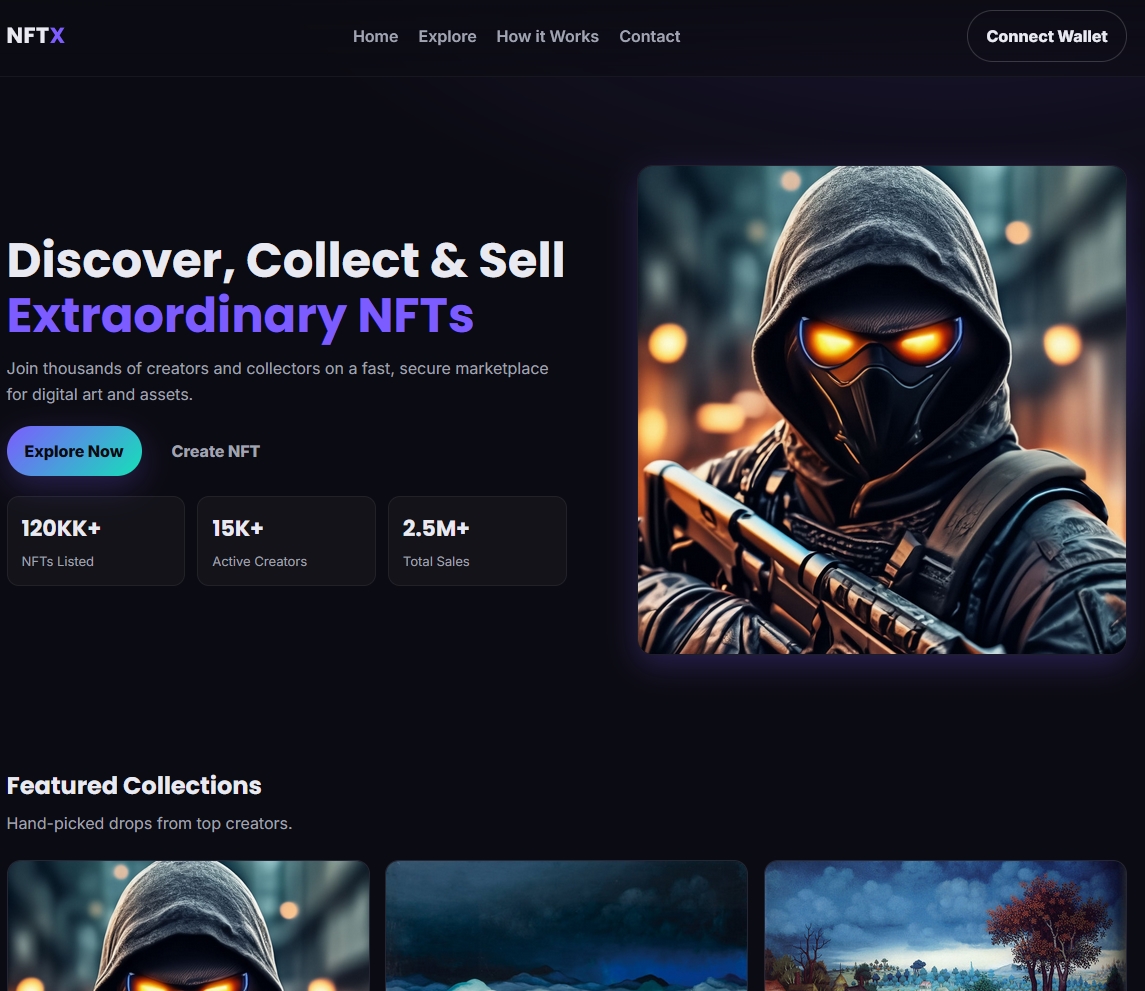 NFTX
Home Explore How it Works Contact
Connect Wallet
Discover, Collect & Sell
Extraordinary NFTs
Join thousands of creators and collectors on a fast, secure marketplace
for digital art and assets.
Explore Now
Create NFT
120KK+
NFTs Listed
15K+
Active Creators
2.5M+
Total Sales
Featured Collections
Hand-picked drops from top creators.